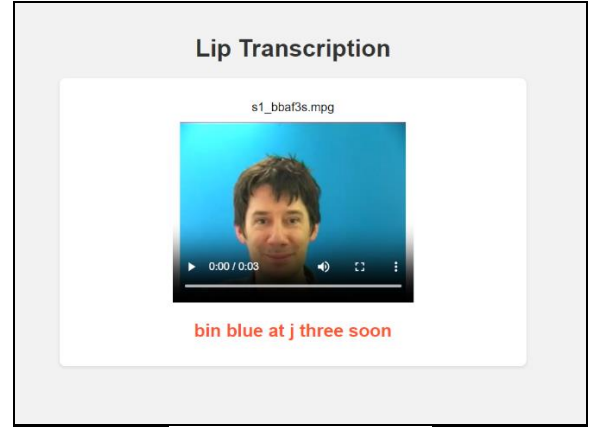 Lip Transcription
s1_bbaf3s.mpg
0:00 / 0:03
bin blue at j three soon